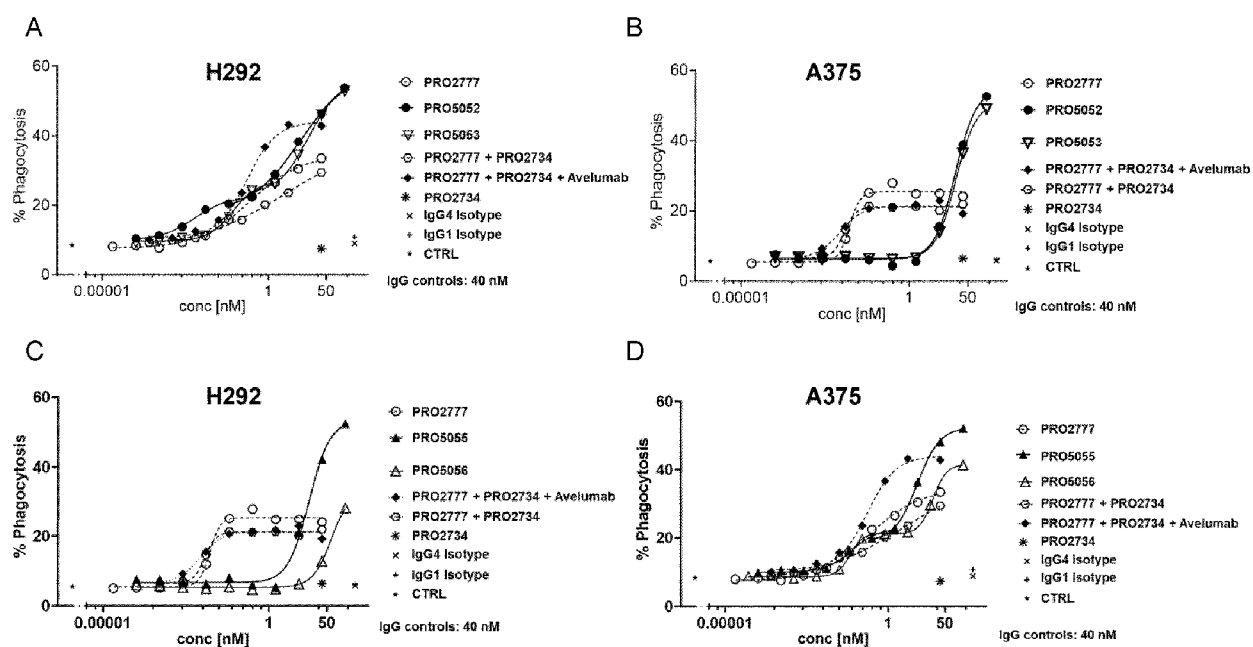 A
H292
60
40
20
0
% Phagocytosis
0.00001
1
50
conc [nM]
PRO2777
PRO5052
PRO5053
PRO2777 + PRO2734
PRO2777 + PRO2734 + Avelumab
PRO2734
IgG4 Isotype
IgG1 Isotype
CTRL
IgG controls: 40 nM
B
A375
60
40
20
0
% Phagocytosis
0.00001
1
50
conc [nM]
PRO2777
PRO5052
PRO5053
PRO2777 + PRO2734 + Avelumab
PRO2777 + PRO2734
PRO2734
IgG4 Isotype
IgG1 Isotype
CTRL
IgG controls: 40 nM
C
H292
60
40
20
0
% Phagocytosis
0.00001
1
50
conc [nM]
PRO2777
PRO5055
PRO5056
PRO2777 + PRO2734 + Avelumab
PRO2777 + PRO2734
PRO2734
IgG4 Isotype
IgG1 Isotype
CTRL
IgG controls: 40 nM
D
A375
60
40
20
0
% Phagocytosis
0.00001
1
50
conc [nM]
PRO2777
PRO5055
PRO5056
PRO2777 + PRO2734
PRO2777 + PRO2734 + Avelumab
PRO2734
IgG4 isotype
IgG1 Isotype
CTRL
IgG controls: 40 nM